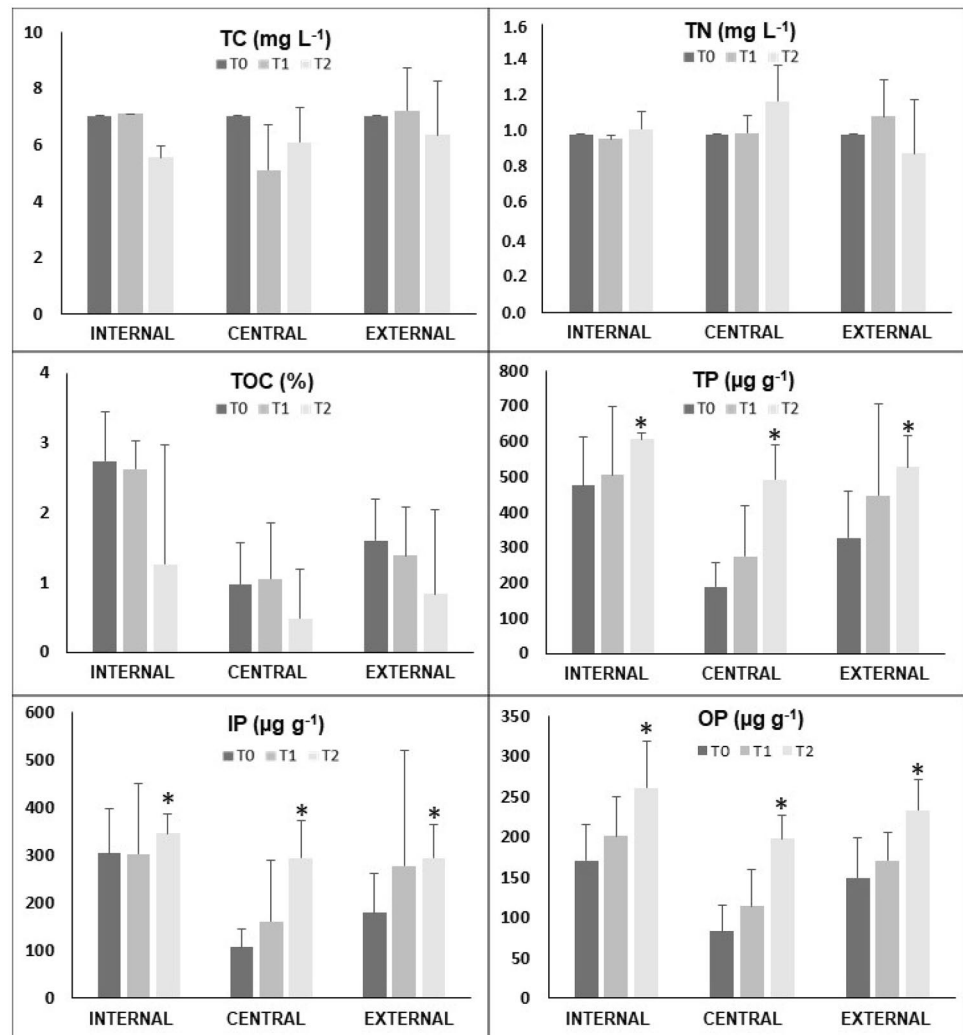 TC (mg L⁻¹)
T0 T1 T2
10
8
6
4
2
0
INTERNAL CENTRAL EXTERNAL
TN (mg L⁻¹)
T0 T1 T2
1.6
1.4
1.2
1.0
0.8
0.6
0.4
0.2
0.0
INTERNAL CENTRAL EXTERNAL
TOC (%)
T0 T1 T2
4
3
2
1
0
INTERNAL CENTRAL EXTERNAL
TP (µg g⁻¹)
T0 T1 T2
800
700
600
500
400
300
200
100
0
* * *
INTERNAL CENTRAL EXTERNAL
IP (µg g⁻¹)
T0 T1 T2
600
500
400
300
200
100
0
* * *
INTERNAL CENTRAL EXTERNAL
OP (µg g⁻¹)
T0 T1 T2
350
300
250
200
150
100
50
0
* * *
INTERNAL CENTRAL EXTERNAL